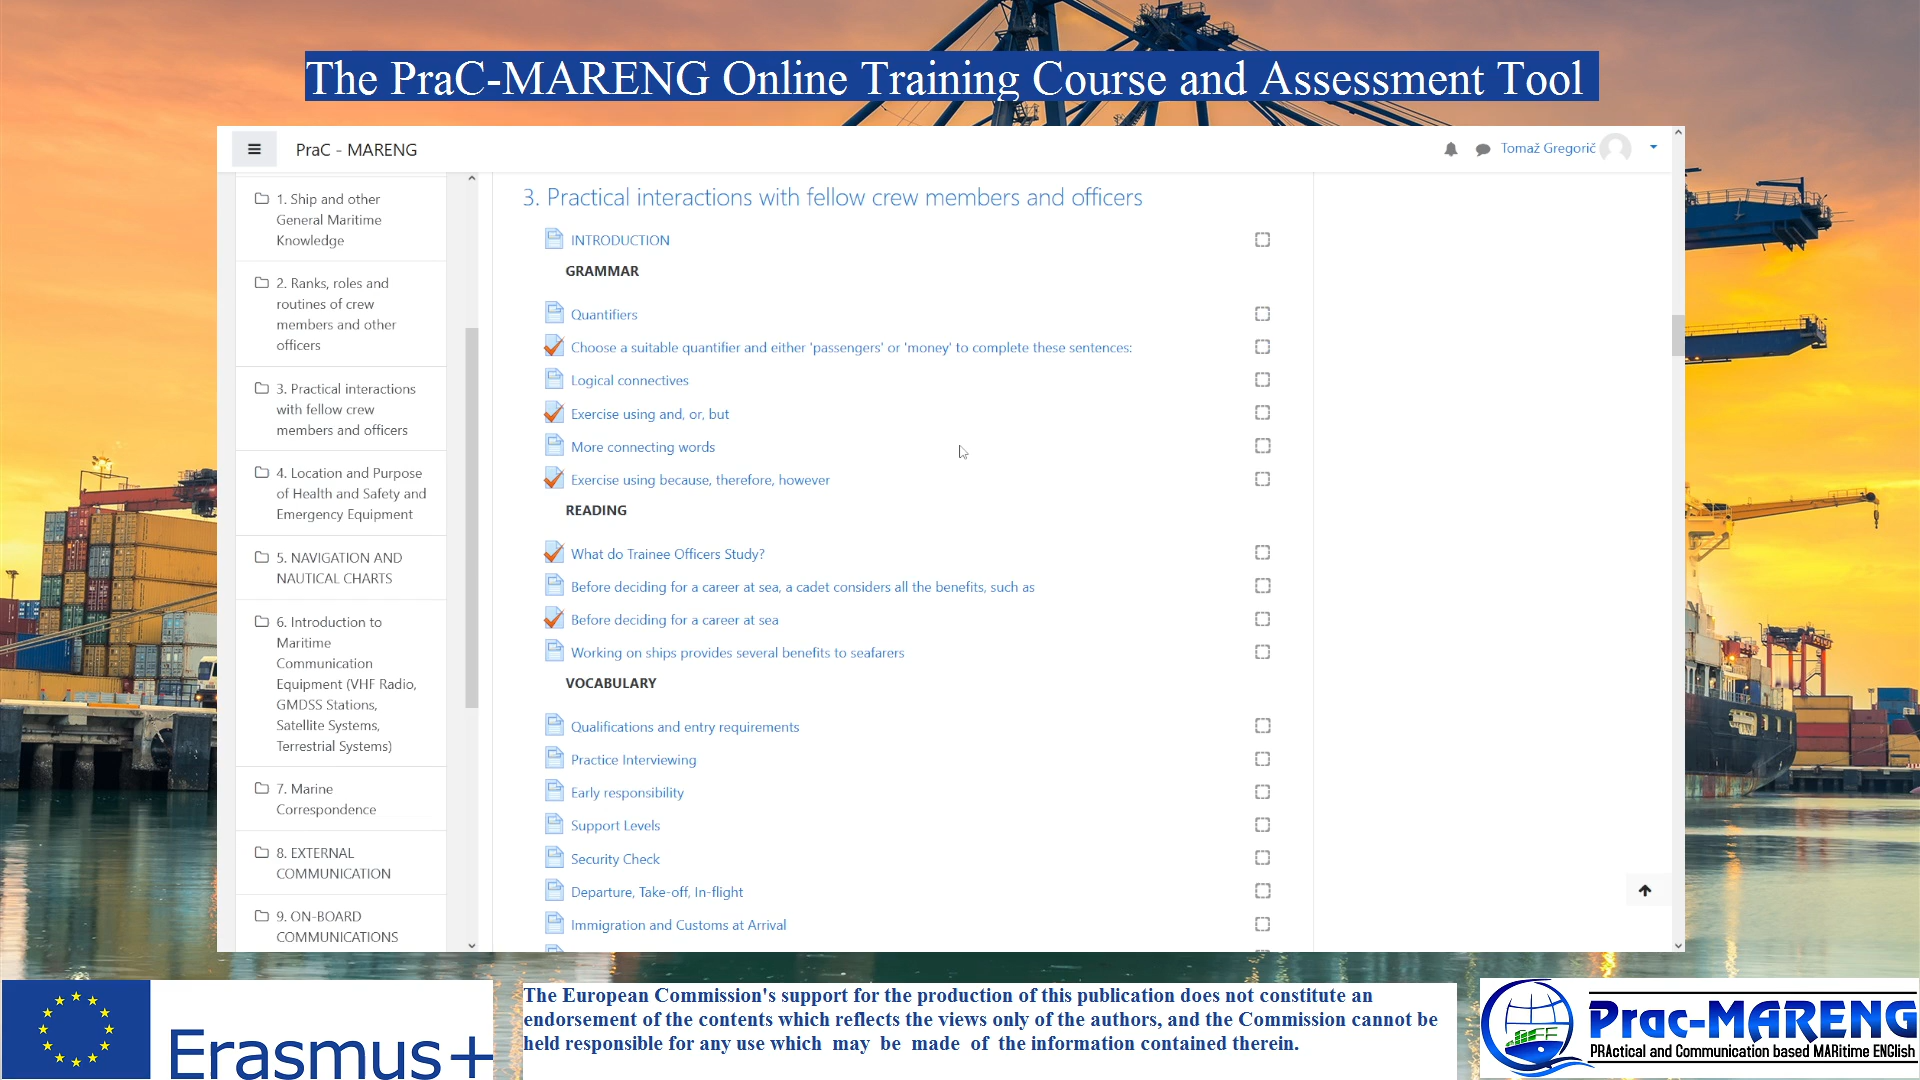 The PraC-MARENG Online Training Course and Assessment Tool
PraC - MARENG
Tomaž Gregorič
1. Ship and other
General Maritime
Knowledge
2. Ranks, roles and
routines of crew
members and other
officers
3. Practical interactions
with fellow crew
members and officers
4. Location and Purpose
of Health and Safety and
Emergency Equipment
5. NAVIGATION AND
NAUTICAL CHARTS
6. Introduction to
Maritime
Communication
Equipment (VHF Radio,
GMDSS Stations,
Satellite Systems,
Terrestrial Systems)
7. Marine
Correspondence
8. EXTERNAL
COMMUNICATION
9. ON-BOARD
COMMUNICATIONS
3. Practical interactions with fellow crew members and officers
INTRODUCTION
GRAMMAR
Quantifiers
Choose a suitable quantifier and either 'passengers' or 'money' to complete these sentences:
Logical connectives
Exercise using and, or, but
More connecting words
Exercise using because, therefore, however
READING
What do Trainee Officers Study?
Before deciding for a career at sea, a cadet considers all the benefits, such as
Before deciding for a career at sea
Working on ships provides several benefits to seafarers
VOCABULARY
Qualifications and entry requirements
Practice Interviewing
Early responsibility
Support Levels
Security Check
Departure, Take-off, In-flight
Immigration and Customs at Arrival
Erasmus+
The European Commission's support for the production of this publication does not constitute an
endorsement of the contents which reflects the views only of the authors, and the Commission cannot be
held responsible for any use which may be made of the information contained therein.
Prac-MARENG
PRActical and Communication based MARitime ENGlish